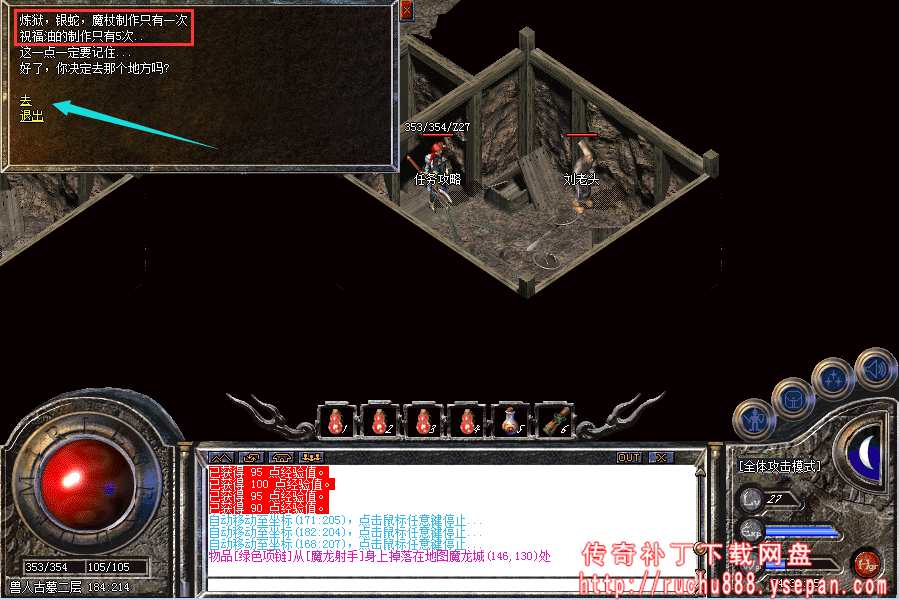 炼狱，银蛇，魔杖制作只有一次
祝福油的制作只有5次..
这一点一定要记住...
好了，你决定去那个地方吗?
去
退出
353/354/Z27
任务攻略
刘老头
1 2 3 4 5 6
OUT
已获得 95 点经验值。
已获得 100 点经验值。
已获得 95 点经验值。
已获得 90 点经验值。
自动移动至坐标(171:205)，点击鼠标任意键停止...
自动移动至坐标(182:204)，点击鼠标任意键停止...
自动移动至坐标(168:207)，点击鼠标任意键停止...
物品[绿色项链]从[魔龙射手]身上掉落在地图魔龙城(146,130)处
[全体攻击模式]
Lv 27
Exp
353/354 105/105
兽人古墓二层 184:214
传奇补丁下载网盘
http://ruchu888.ysepan.com